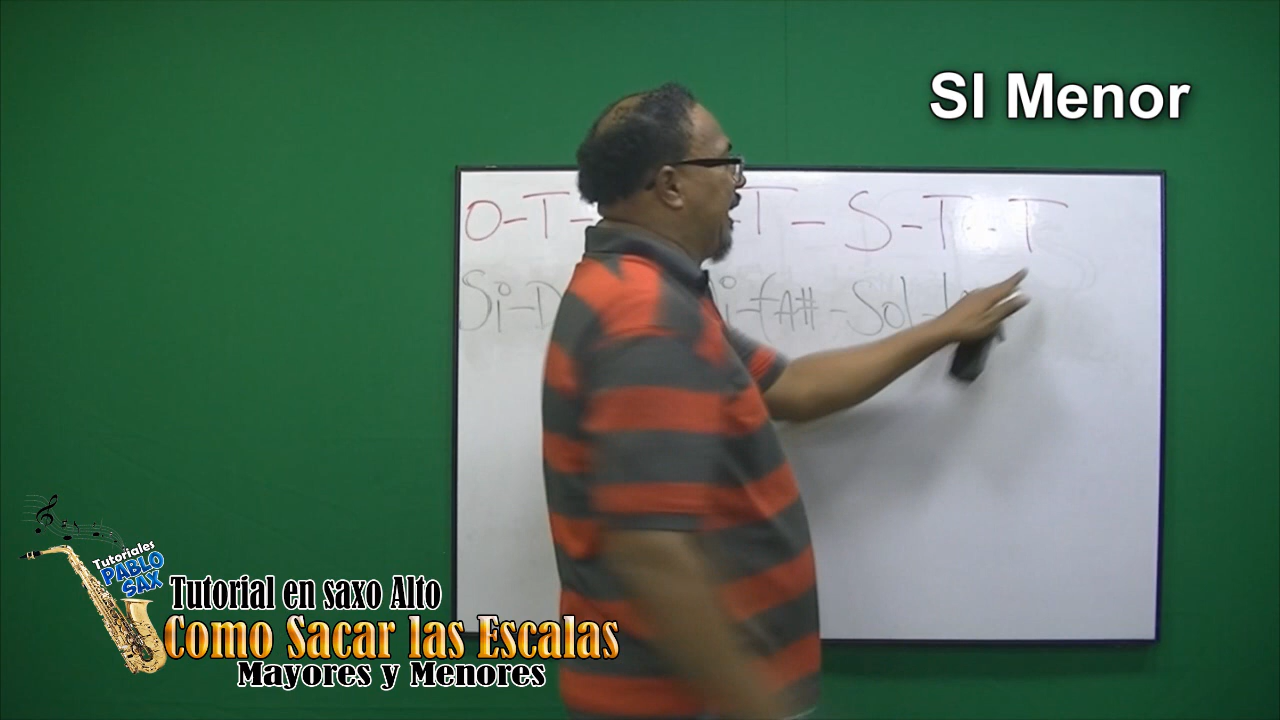 SI Menor
O-T- -T-S-T--T
Si-D i-fA#-Sol-l
Tutoriales
PABLO
SAX
Tutorial en saxo Alto
Como Sacar las Escalas
Mayores y Menores